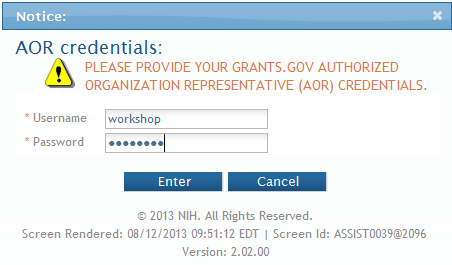 Notice:
AOR credentials:
PLEASE PROVIDE YOUR GRANTS.GOV AUTHORIZED
ORGANIZATION REPRESENTATIVE (AOR) CREDENTIALS.
* Username workshop
* Password ••••••••
Enter Cancel
© 2013 NIH. All Rights Reserved.
Screen Rendered: 08/12/2013 09:51:12 EDT | Screen Id: ASSIST0039@2096
Version: 2.02.00